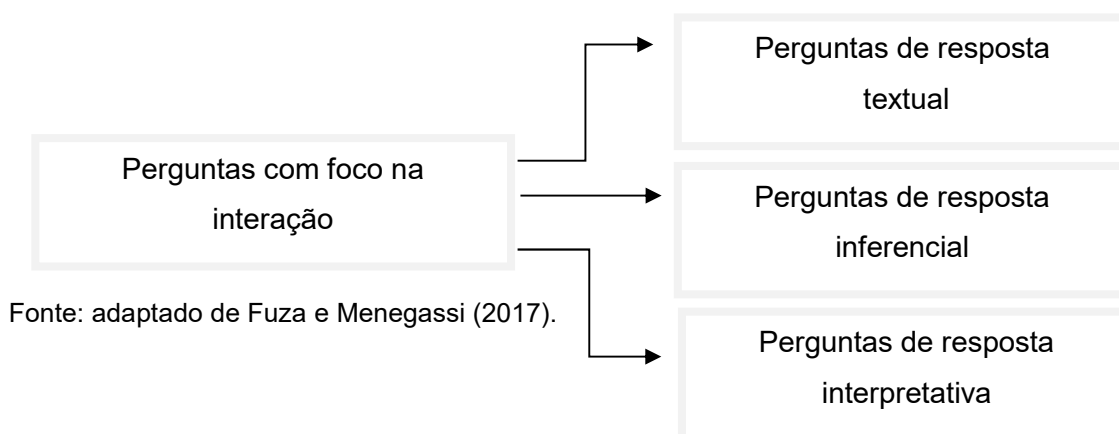 Perguntas de resposta
textual
Perguntas com foco na
interação
Perguntas de resposta
inferencial
Fonte: adaptado de Fuza e Menegassi (2017).
Perguntas de resposta
interpretativa